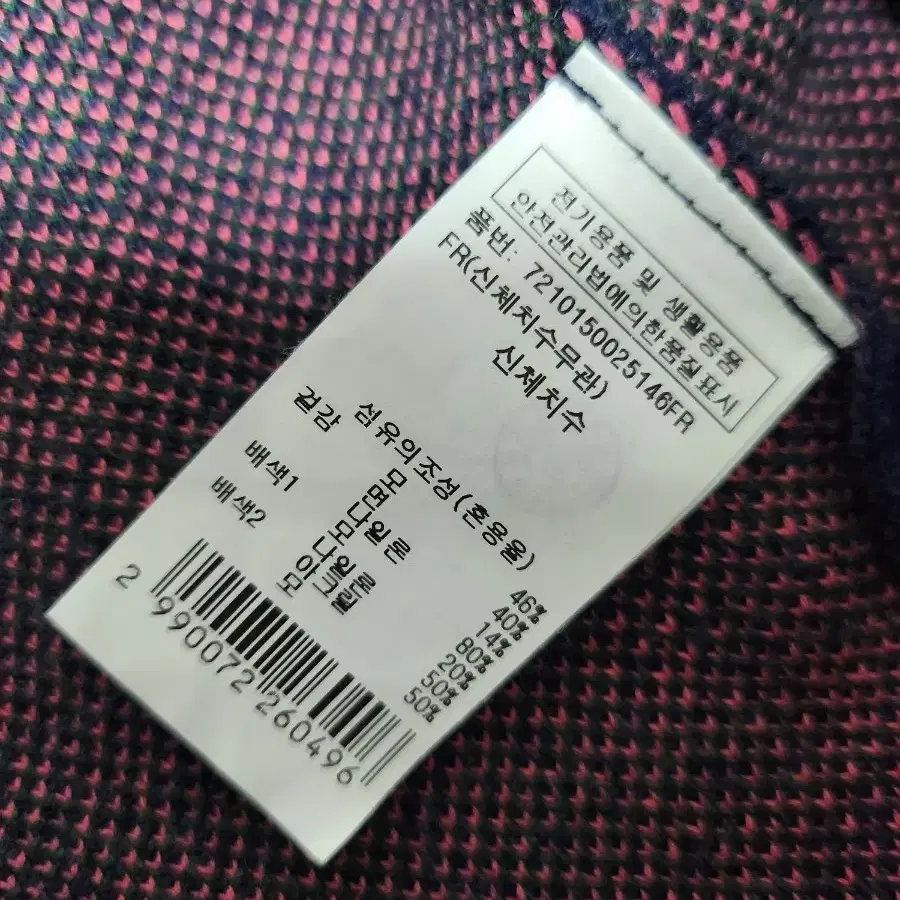 전기용품 및 생활용품
안전관리법에의한품질표시
품번: 7210150025146FR
FR(신체치수무관)
신체치수
섬유의조성(혼용율)
겉감 모 46%
면 40%
나일론 14%
배색1 모 80%
나일론 20%
배색2 아크릴 50%
모 50%
2 990072 260496